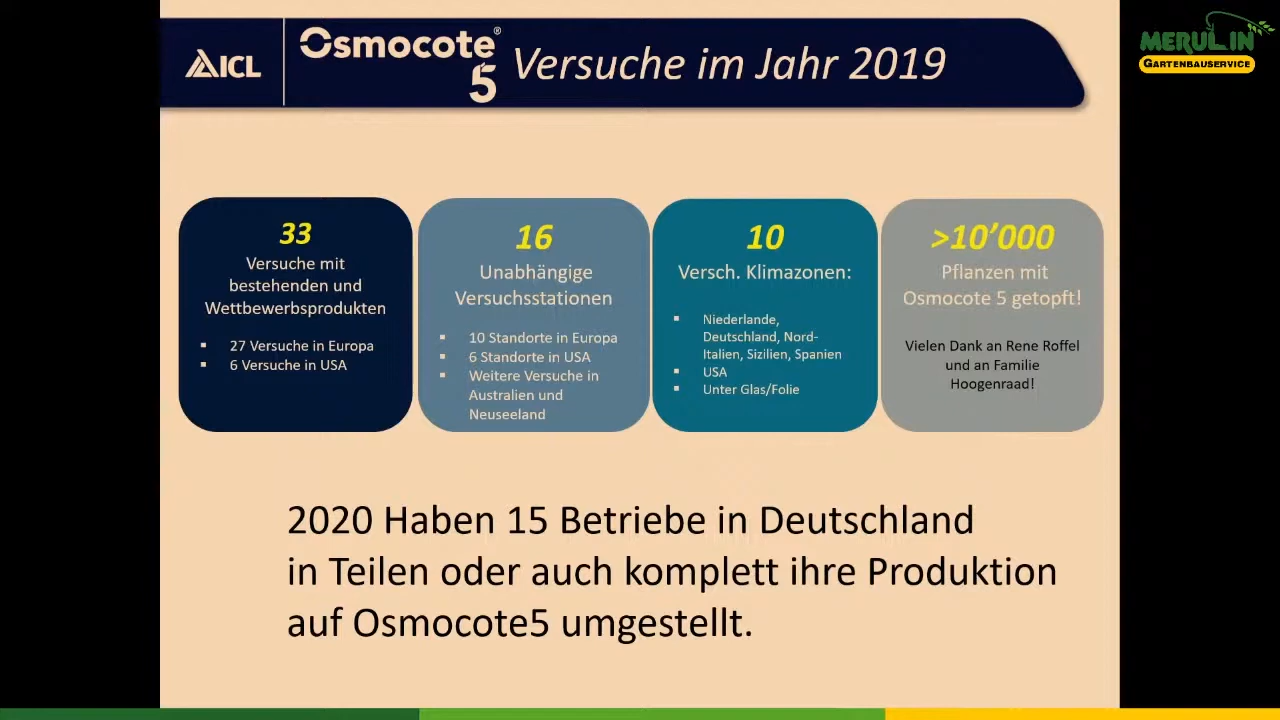 ICL
Osmocote®
5
Versuche im Jahr 2019
MERULIN
GARTENBAUSERVICE
33
Versuche mit
bestehenden und
Wettbewerbsprodukten
▪ 27 Versuche in Europa
▪ 6 Versuche in USA
16
Unabhängige
Versuchsstationen
▪ 10 Standorte in Europa
▪ 6 Standorte in USA
▪ Weitere Versuche in
Australien und
Neuseeland
10
Versch. Klimazonen:
▪ Niederlande,
Deutschland, Nord-
Italien, Sizilien, Spanien
▪ USA
▪ Unter Glas/Folie
>10’000
Pflanzen mit
Osmocote 5 getopft!
Vielen Dank an Rene Roffel
und an Familie
Hoogenraad!
2020 Haben 15 Betriebe in Deutschland
in Teilen oder auch komplett ihre Produktion
auf Osmocote5 umgestellt.